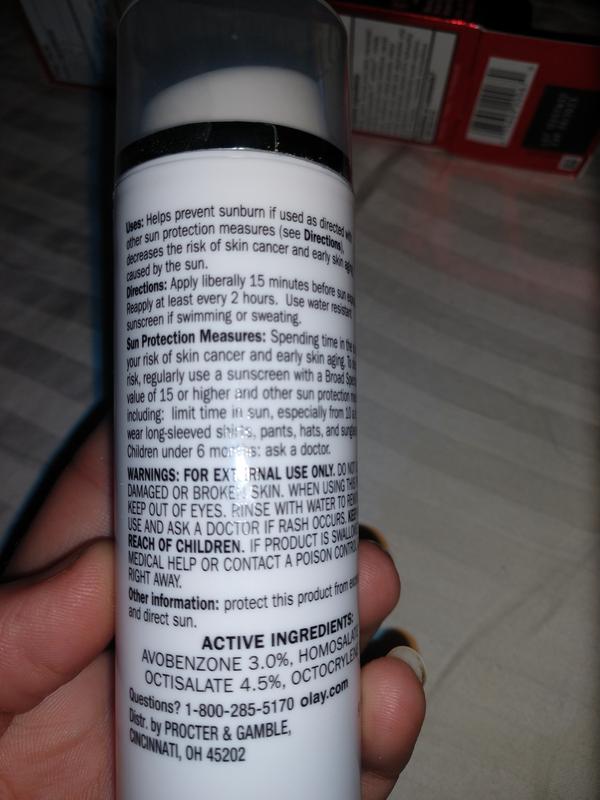 Uses: Helps prevent sunburn if used as directed with
other sun protection measures (see Directions),
decreases the risk of skin cancer and early skin aging
caused by the sun.
Directions: Apply liberally 15 minutes before sun
Reapply at least every 2 hours. Use water resistant
sunscreen if swimming or sweating.
Sun Protection Measures: Spending time in the
your risk of skin cancer and early skin aging. To
risk, regularly use a sunscreen with a Broad
value of 15 or higher and other sun protection
including: limit time in sun, especially from 10
wear long-sleeved shirts, pants, hats, and
Children under 6 months: ask a doctor.
WARNINGS: FOR EXTERNAL USE ONLY. DO NOT
DAMAGED OR BROKEN SKIN. WHEN USING THIS
KEEP OUT OF EYES. RINSE WITH WATER TO
USE AND ASK A DOCTOR IF RASH OCCURS. KEEP
REACH OF CHILDREN. IF PRODUCT IS
MEDICAL HELP OR CONTACT A POISON
RIGHT AWAY.
Other information: protect this product from
and direct sun.
ACTIVE INGREDIENTS:
AVOBENZONE 3.0%,
OCTISALATE 4.5%,
Questions? 1-800-285-5170 olay.com
Distr. by PROCTER & GAMBLE,
CINCINNATI, OH 45202